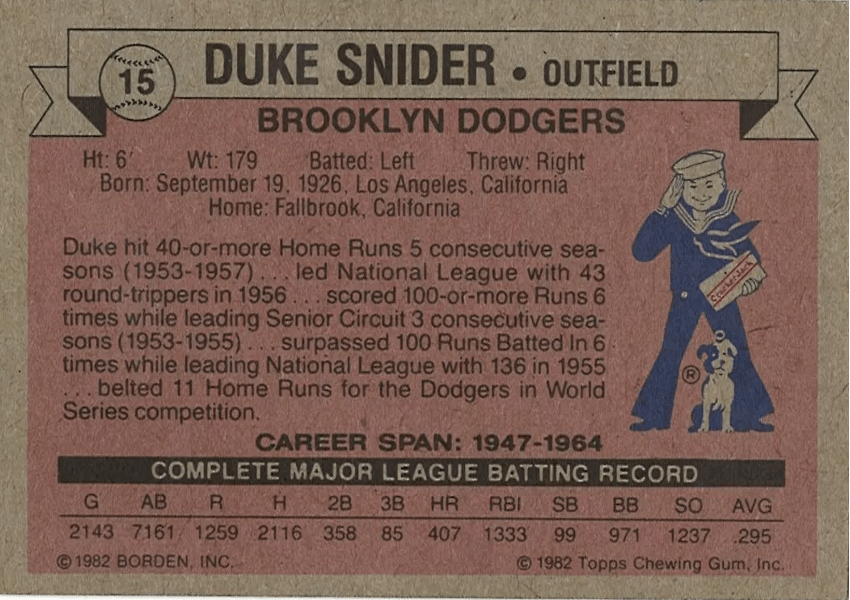 15
DUKE SNIDER • OUTFIELD
BROOKLYN DODGERS
Ht: 6' Wt: 179 Batted: Left Threw: Right
Born: September 19, 1926, Los Angeles, California
Home: Fallbrook, California
Duke hit 40-or-more Home Runs 5 consecutive sea-
sons (1953-1957) ... led National League with 43
round-trippers in 1956 ... scored 100-or-more Runs 6
times while leading Senior Circuit 3 consecutive sea-
sons (1953-1955) ... surpassed 100 Runs Batted In 6
times while leading National League with 136 in 1955
... belted 11 Home Runs for the Dodgers in World
Series competition.
Cracker Jack
®
CAREER SPAN: 1947-1964
COMPLETE MAJOR LEAGUE BATTING RECORD
G AB R H 2B 3B HR RBI SB BB SO AVG
2143 7161 1259 2116 358 85 407 1333 99 971 1237 .295
© 1982 BORDEN, INC. © 1982 Topps Chewing Gum, Inc.